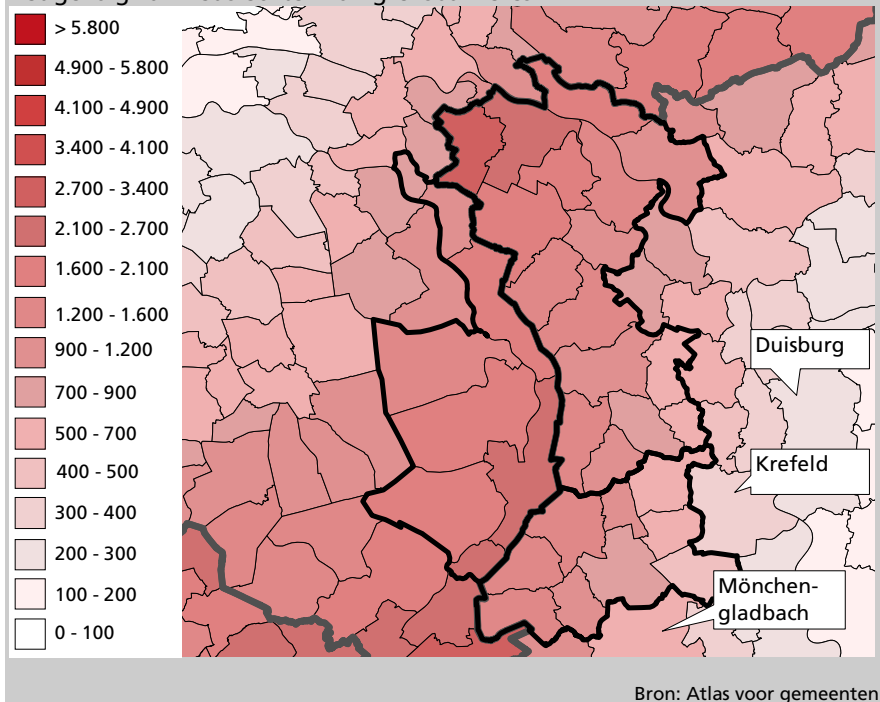 > 5.800
4.900 - 5.800
4.100 - 4.900
3.400 - 4.100
2.700 - 3.400
2.100 - 2.700
1.600 - 2.100
1.200 - 1.600
900 - 1.200
700 - 900
500 - 700
400 - 500
300 - 400
200 - 300
100 - 200
0 - 100
Duisburg
Krefeld
Mönchen-
gladbach
Bron: Atlas voor gemeenten